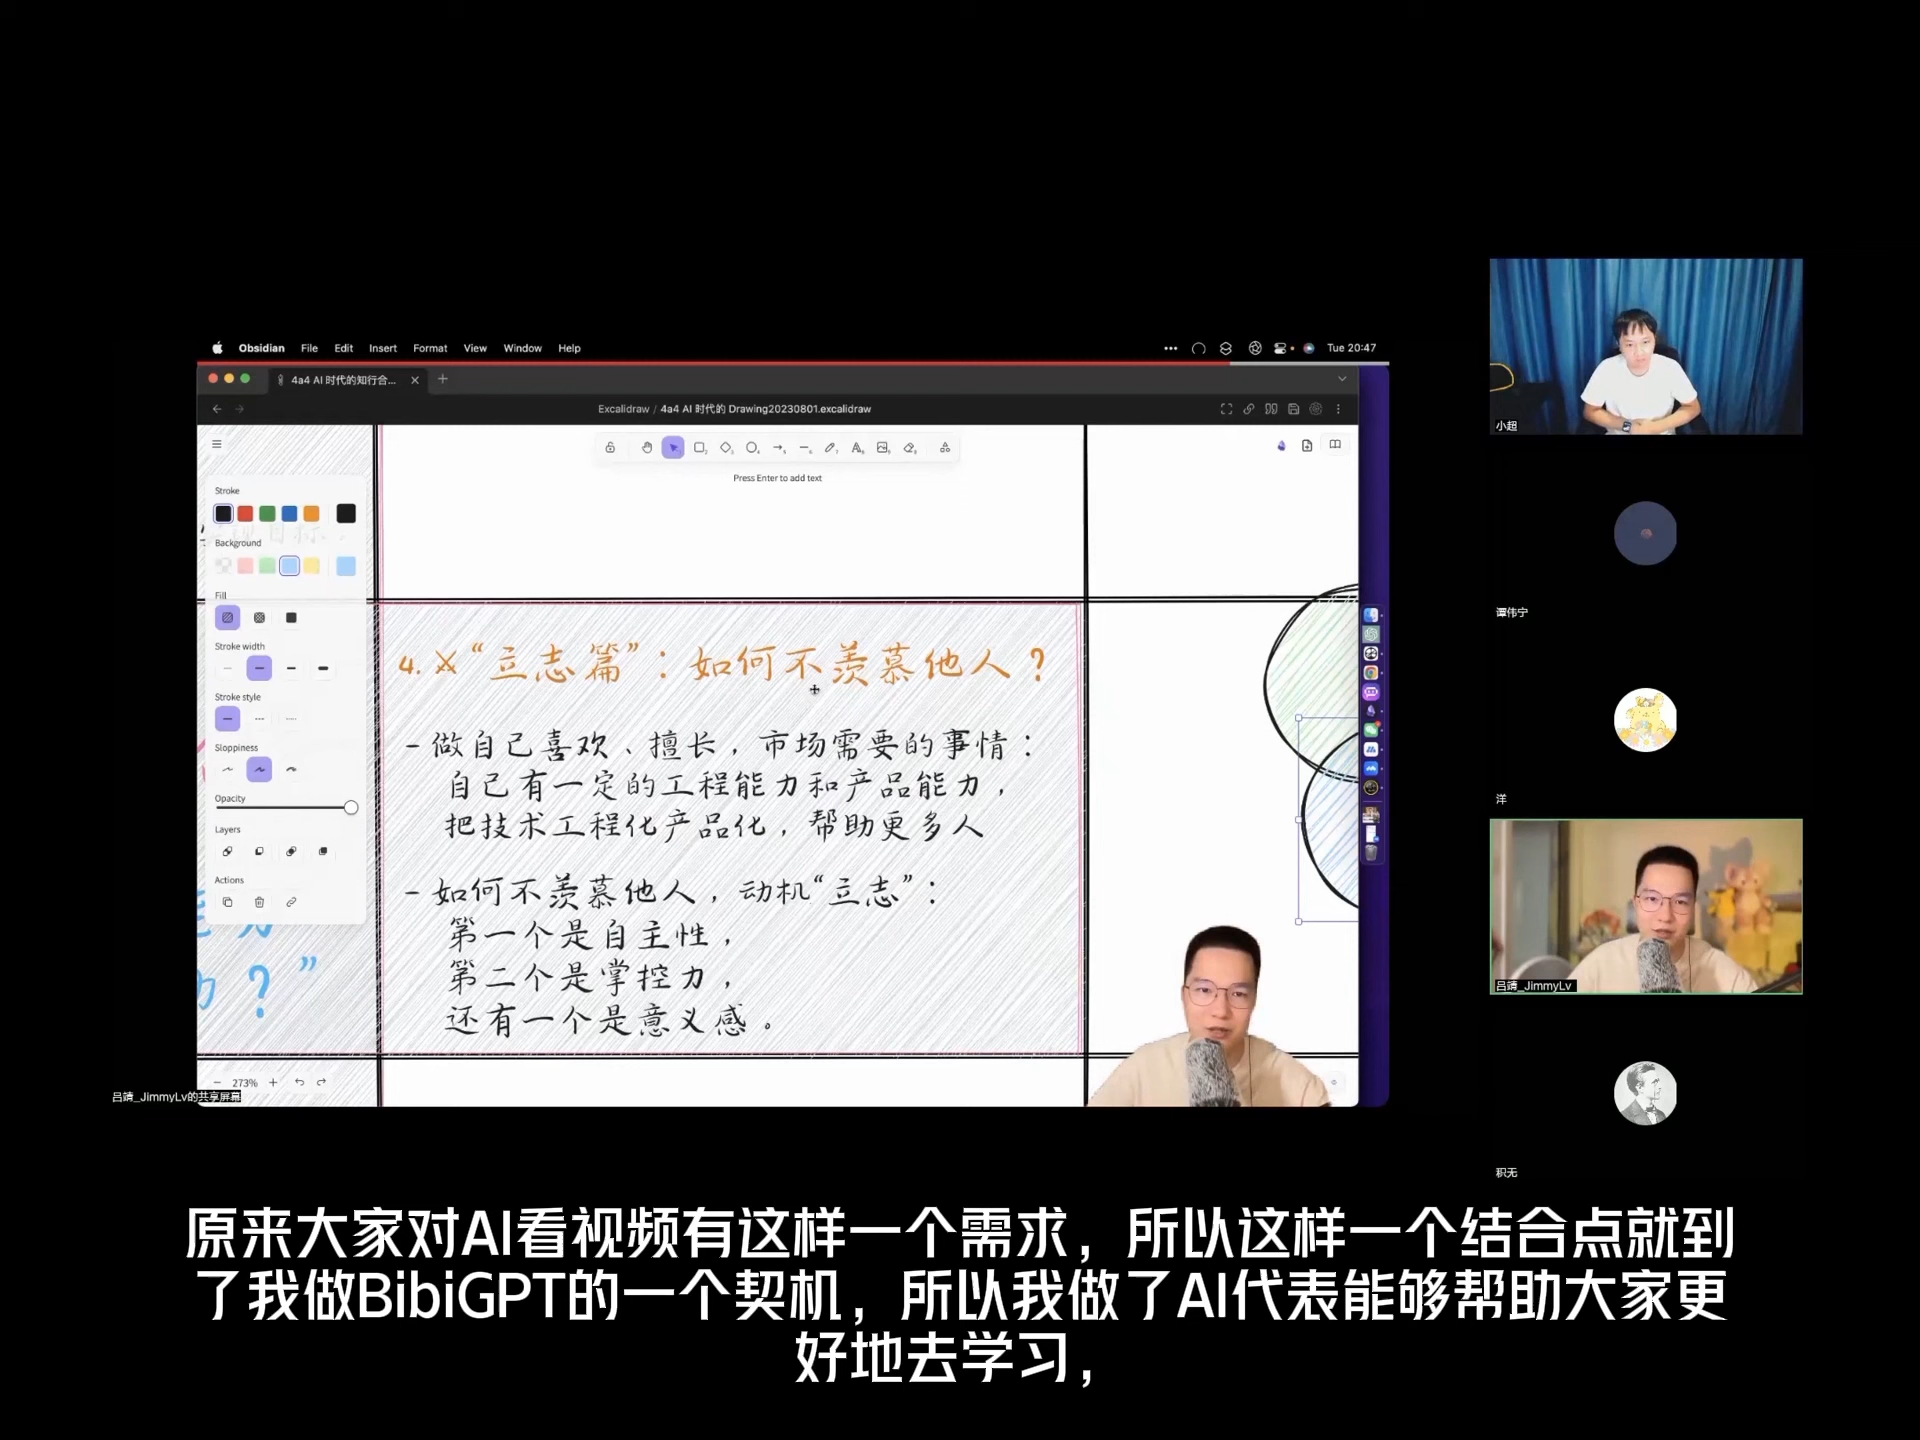 Obsidian File Edit Insert Format View Window Help
Tue 20:47
4a4 AI 时代的知行合...
Excalidraw / 4a4 AI 时代的 Drawing20230801.excalidraw
Press Enter to add text
Stroke
Background
Fill
Stroke width
Stroke style
Sloppiness
Opacity
Layers
Actions
力？”
273%
4. “立志篇”：如何不羡慕他人？
- 做自己喜欢、擅长，市场需要的事情：
自己有一定的工程能力和产品能力，
把技术工程化产品化，帮助更多人
- 如何不羡慕他人，动机“立志”：
第一个是自主性，
第二个是掌控力，
还有一个是意义感。
吕靖_JimmyLv的共享屏幕
小超
谭伟宁
洋
吕靖_JimmyLv
积无
原来大家对AI看视频有这样一个需求，所以这样一个结合点就到
了我做BibiGPT的一个契机，所以我做了AI代表能够帮助大家更
好地去学习，